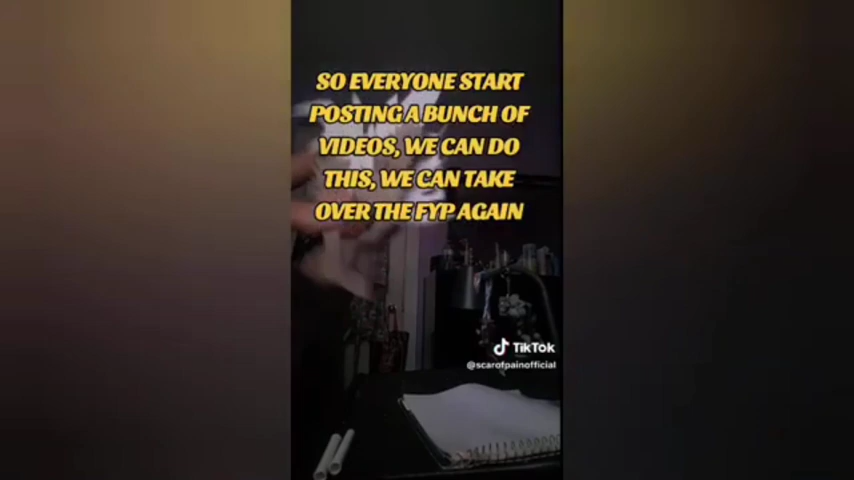 SO EVERYONE START
POSTING A BUNCH OF
VIDEOS, WE CAN DO
THIS, WE CAN TAKE
OVER THE FYP AGAIN
TikTok
@scarofpainofficial